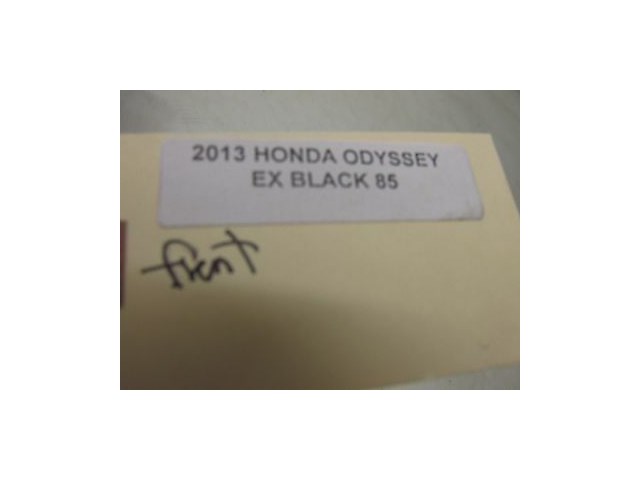 2013 HONDA ODYSSEY
EX BLACK 85
front